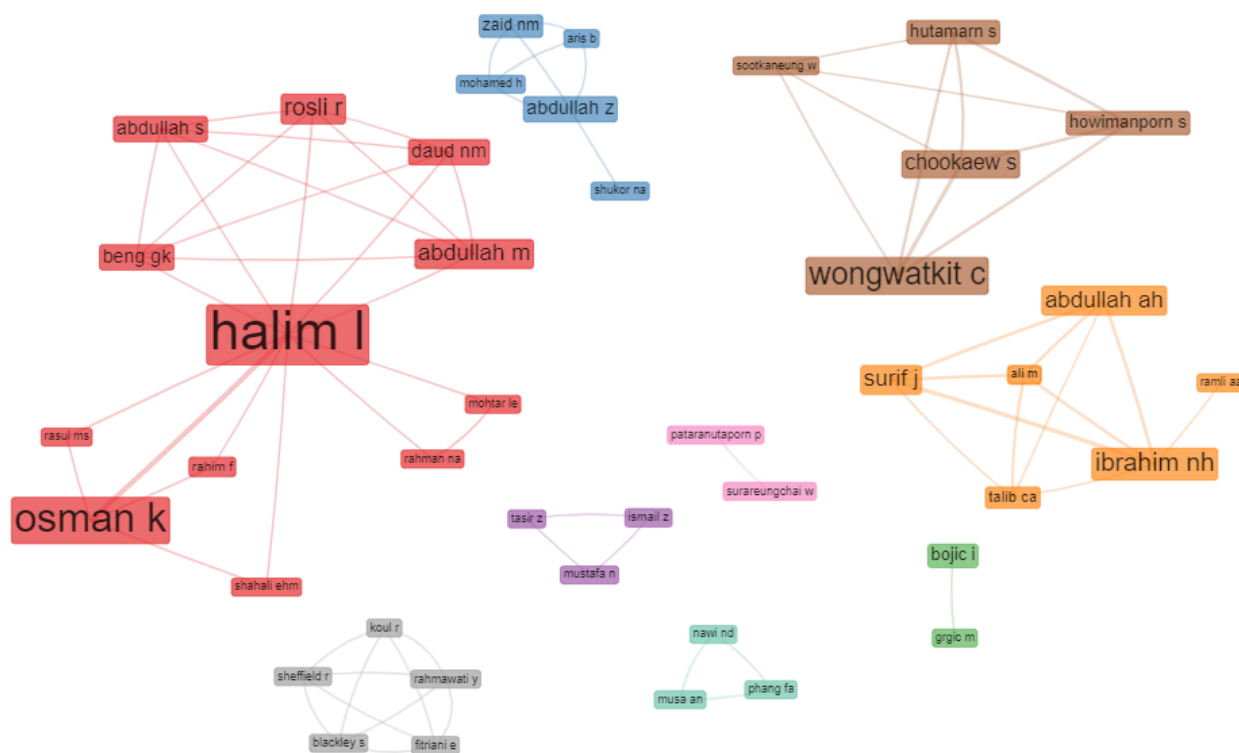 zaid nm
aris b
mohamed h
abdullah z
shukor na
hutamarn s
sootkaneung w
howimanporn s
chookaew s
wongwatkit c
rosli r
abdullah s
daud nm
beng gk
abdullah m
halim l
mohtar le
rasul ms
rahim f
rahman na
osman k
shahali ehm
abdullah ah
surif j
ali m
ramli aa
ibrahim nh
talib ca
pataranutaporn p
surareungchai w
tasir z
ismail z
mustafa n
bojic i
grgic m
koul r
sheffield r
rahmawati y
blackley s
fitriani e
nawi nd
musa an
phang fa